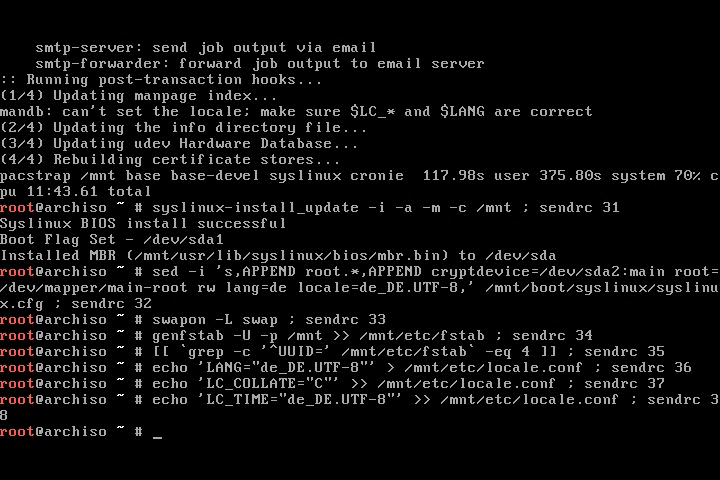 smtp-server: send job output via email
    smtp-forwarder: forward job output to email server
:: Running post-transaction hooks...
(1/4) Updating manpage index...
mandb: can't set the locale; make sure $LC_* and $LANG are correct
(2/4) Updating the info directory file...
(3/4) Updating udev Hardware Database...
(4/4) Rebuilding certificate stores...
pacstrap /mnt base base-devel syslinux cronie  117.98s user 375.80s system 70% c
pu 11:43.61 total
root@archiso ~ # syslinux-install_update -i -a -m -c /mnt ; sendrc 31
Syslinux BIOS install successful
Boot Flag Set - /dev/sda1
Installed MBR (/mnt/usr/lib/syslinux/bios/mbr.bin) to /dev/sda
root@archiso ~ # sed -i 's,APPEND root.*,APPEND cryptdevice=/dev/sda2:main root=
/dev/mapper/main-root rw lang=de locale=de_DE.UTF-8,' /mnt/boot/syslinux/syslinu
x.cfg ; sendrc 32
root@archiso ~ # swapon -L swap ; sendrc 33
root@archiso ~ # genfstab -U -p /mnt >> /mnt/etc/fstab ; sendrc 34
root@archiso ~ # [[ `grep -c '^UUID=' /mnt/etc/fstab` -eq 4 ]] ; sendrc 35
root@archiso ~ # echo 'LANG="de_DE.UTF-8"' > /mnt/etc/locale.conf ; sendrc 36
root@archiso ~ # echo 'LC_COLLATE="C"' >> /mnt/etc/locale.conf ; sendrc 37
root@archiso ~ # echo 'LC_TIME="de_DE.UTF-8"' >> /mnt/etc/locale.conf ; sendrc 3
8
root@archiso ~ # _